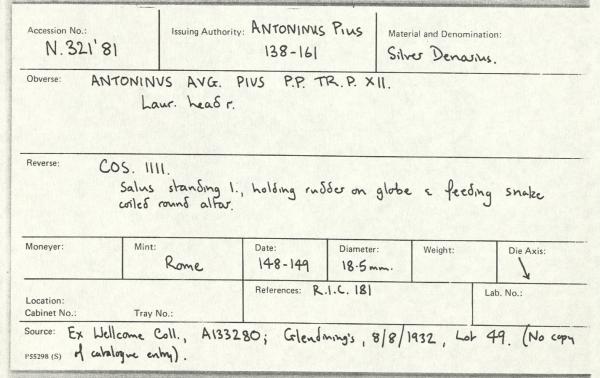 Accession No.: N.321'81
Issuing Authority: ANTONINVS PIUS
138-161
Material and Denomination:
Silver Denarius.
Obverse: ANTONINVS AVG. PIVS P.P. TR.P. XII.
Laur. head r.
Reverse: COS. IIII.
Salus standing l., holding rudder on globe & feeding snake
coiled round altar.
Moneyer:
Mint: Rome
Date: 148-149
Diameter: 18.5mm.
Weight:
Die Axis: ↘
Location:
Cabinet No.: Tray No.:
References: R.I.C. 181
Lab. No.:
Source: Ex Wellcome Coll., A133280; Glendining's, 8/8/1932, Lot 49. (No copy
P55298 (S) of catalogue entry).